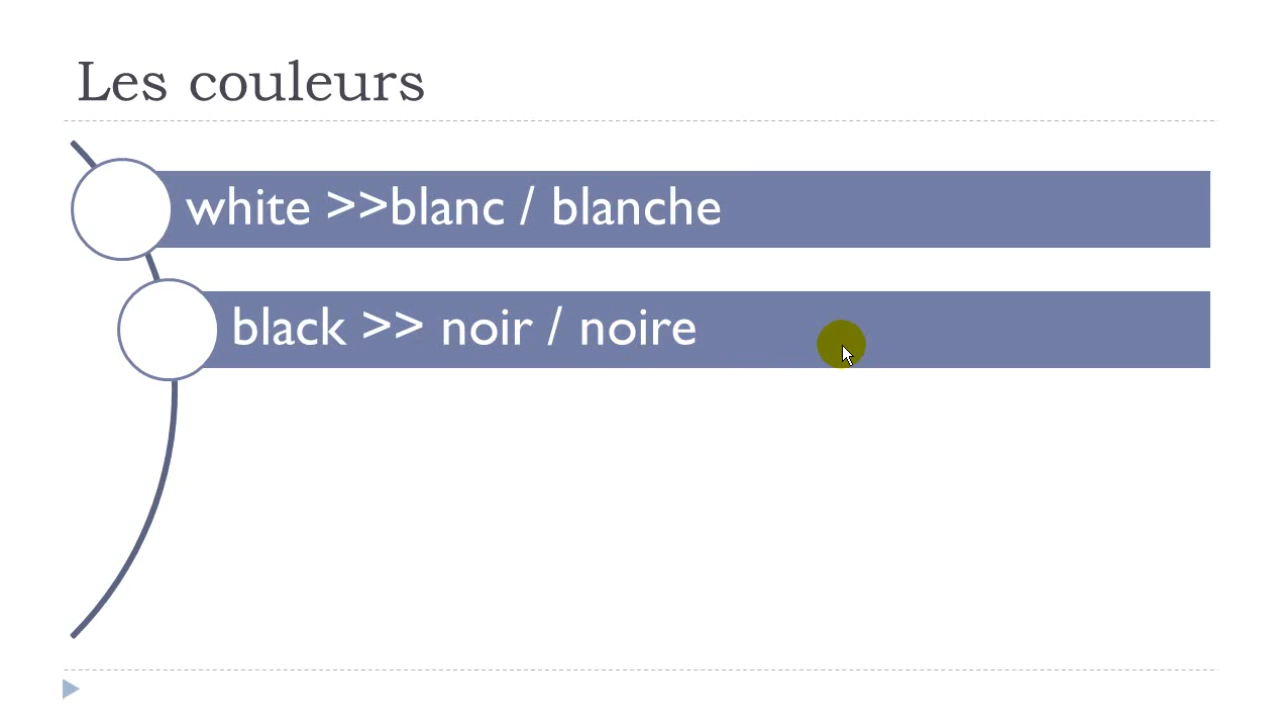 Les couleurs
white >>blanc / blanche
black >> noir / noire